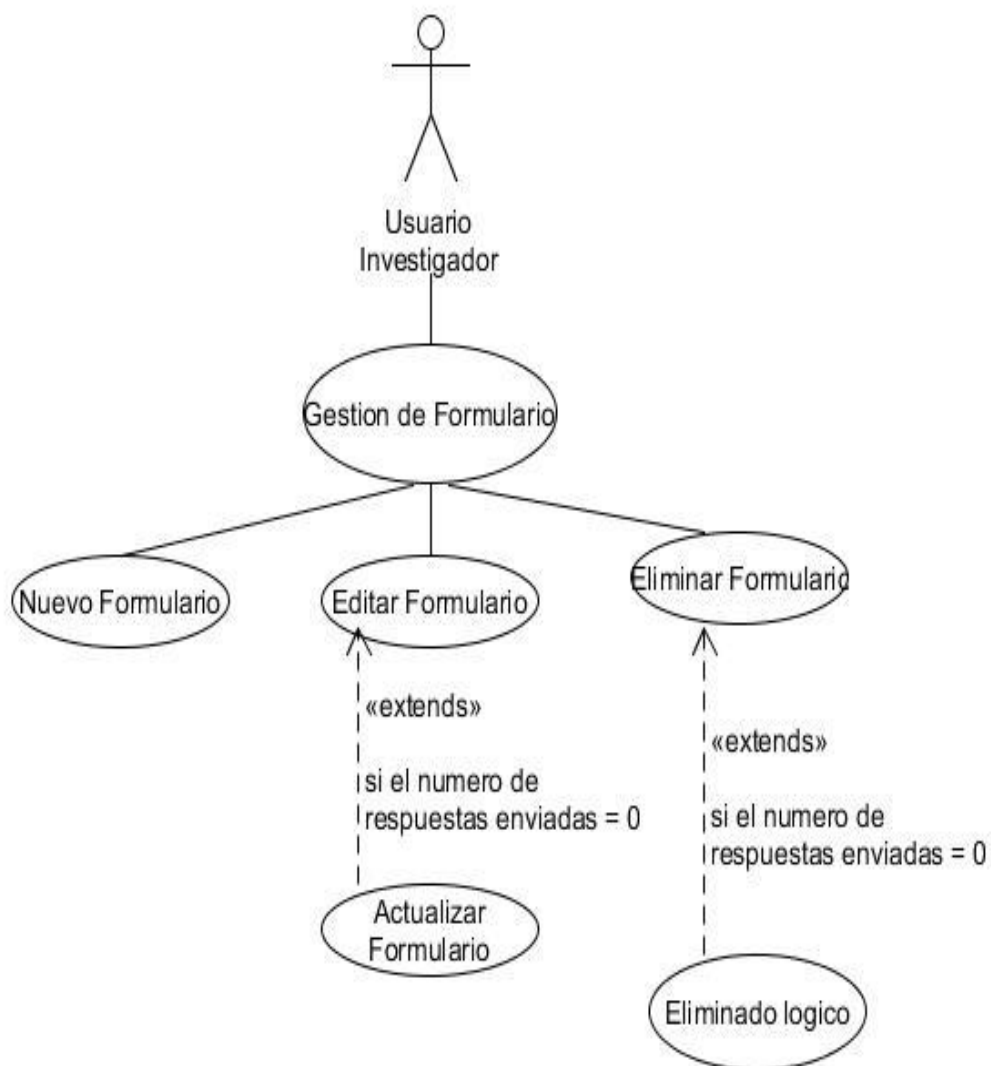 Usuario
Investigador
Gestion de Formulario
Nuevo Formulario
Editar Formulario
Eliminar Formulario
«extends»
si el numero de
respuestas enviadas = 0
«extends»
si el numero de
respuestas enviadas = 0
Actualizar
Formulario
Eliminado logico